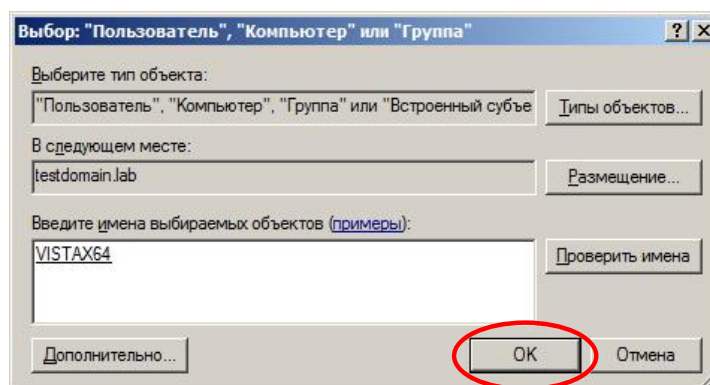 Выбор: "Пользователь", "Компьютер" или "Группа"
Выберите тип объекта:
"Пользователь", "Компьютер", "Группа" или "Встроенный субъе
Типы объектов...
В следующем месте:
testdomain.lab
Размещение...
Введите имена выбираемых объектов (примеры):
VISTAX64
Проверить имена
Дополнительно...
OK
Отмена